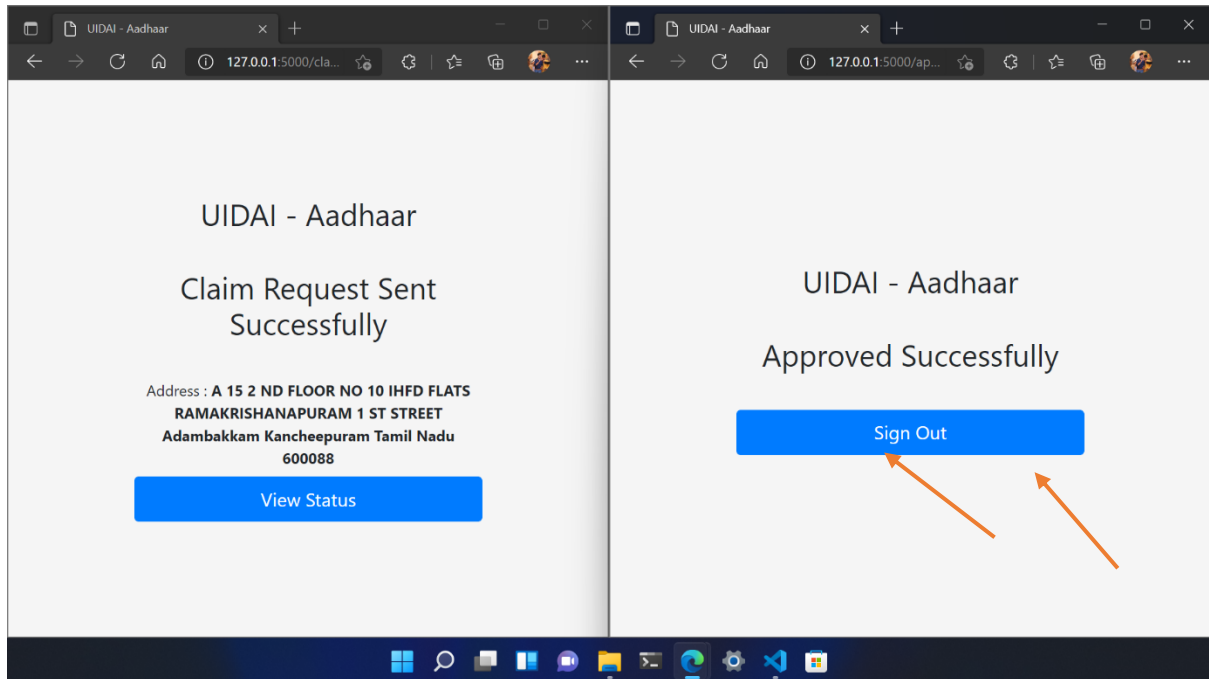 UIDAI - Aadhaar
127.0.0.1:5000/cla...
UIDAI - Aadhaar
Claim Request Sent
Successfully
Address : A 15 2 ND FLOOR NO 10 IHFD FLATS
RAMAKRISHANAPURAM 1 ST STREET
Adambakkam Kancheepuram Tamil Nadu
600088
View Status
UIDAI - Aadhaar
127.0.0.1:5000/ap...
UIDAI - Aadhaar
Approved Successfully
Sign Out